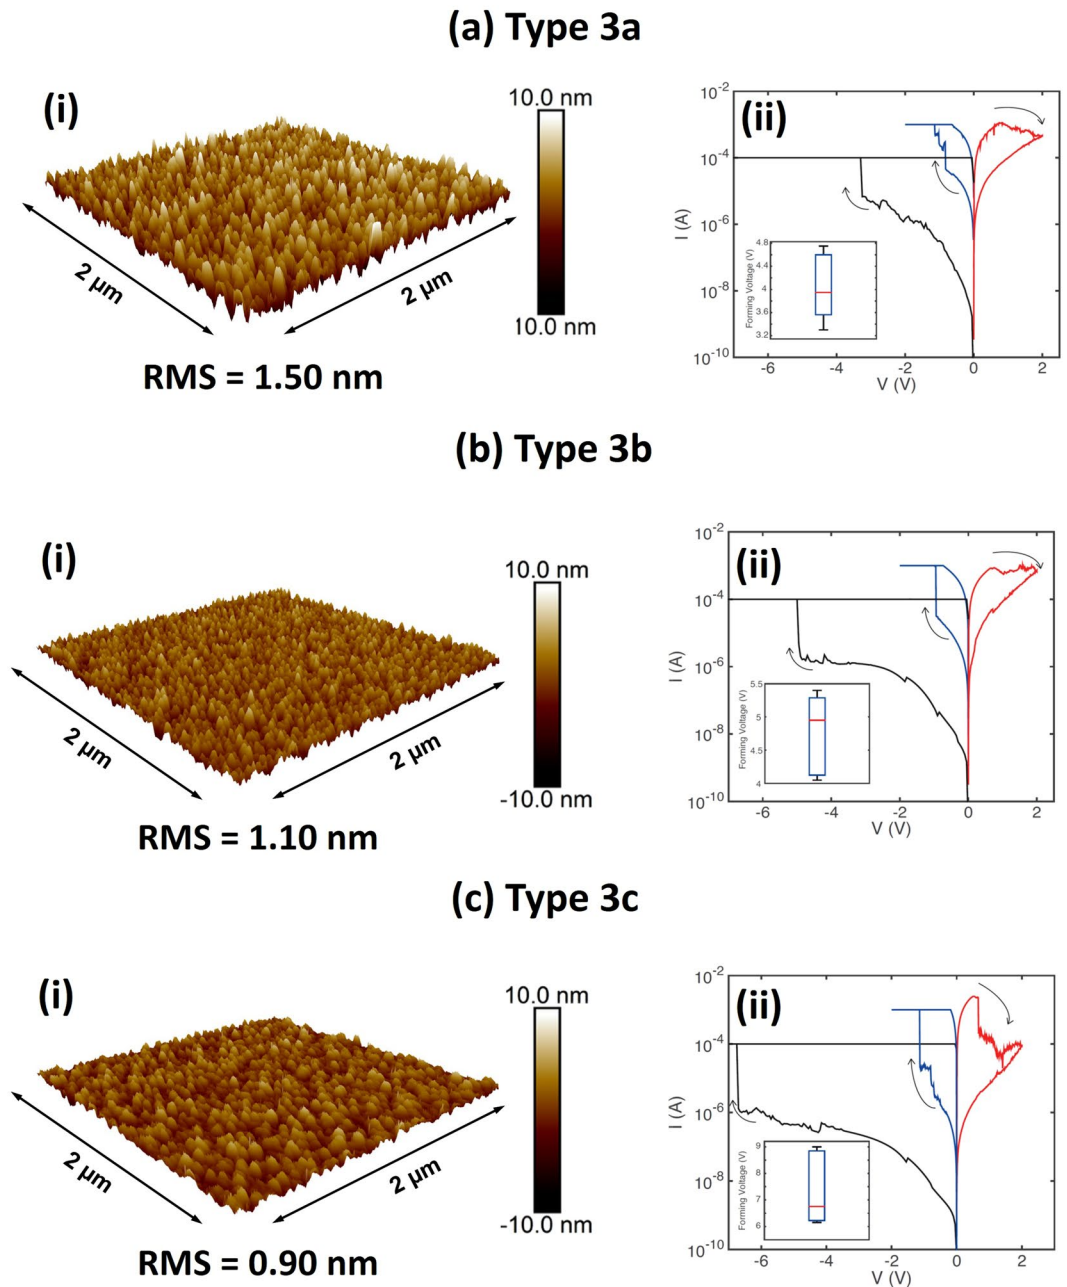 (a) Type 3a
(i)
10.0 nm
10.0 nm
2 µm
2 µm
RMS = 1.50 nm
(ii)
10-2
10-4
10-6
10-8
10-10
I (A)
-6
-4
-2
0
2
V (V)
Forming Voltage (V)
4.8
4.4
4
3.6
3.2
(b) Type 3b
(i)
10.0 nm
-10.0 nm
2 µm
2 µm
RMS = 1.10 nm
(ii)
10-2
10-4
10-6
10-8
10-10
I (A)
-6
-4
-2
0
2
V (V)
Forming Voltage (V)
5.5
5
4.5
4
(c) Type 3c
(i)
10.0 nm
-10.0 nm
2 µm
2 µm
RMS = 0.90 nm
(ii)
10-2
10-4
10-6
10-8
10-10
I (A)
-6
-4
-2
0
2
V (V)
Forming Voltage (V)
9
8
7
6